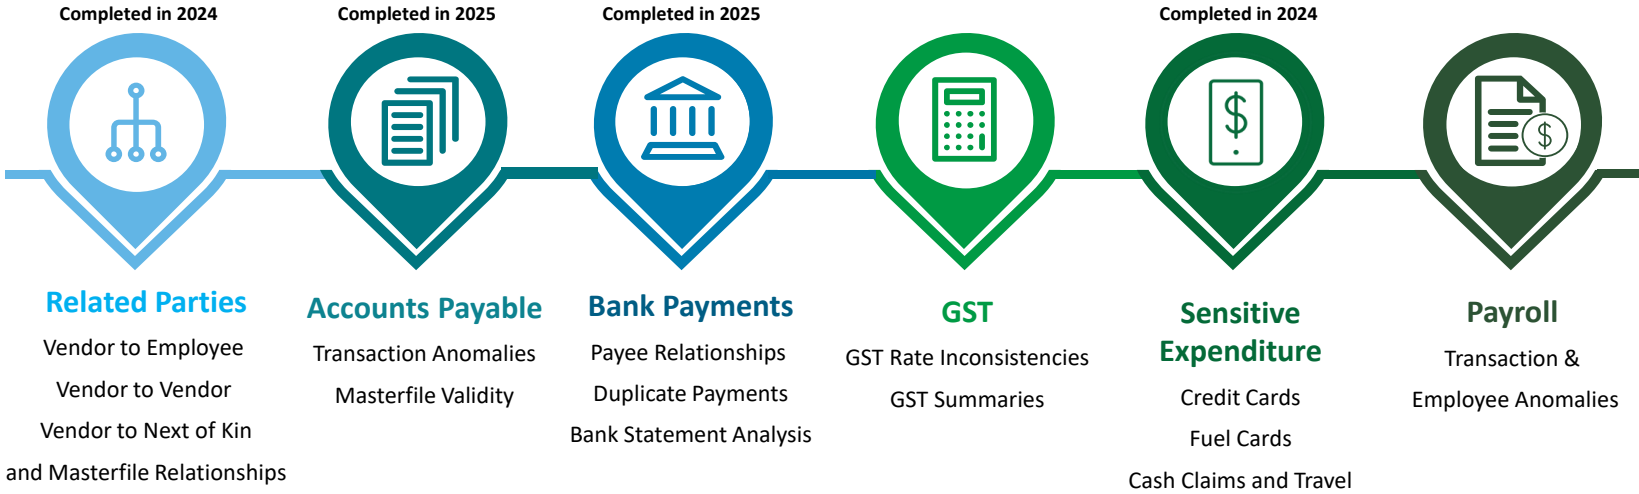 Completed in 2024
Completed in 2025
Completed in 2025
Completed in 2024
$
$
Related Parties
Vendor to Employee
Vendor to Vendor
Vendor to Next of Kin
and Masterfile Relationships
Accounts Payable
Transaction Anomalies
Masterfile Validity
Bank Payments
Payee Relationships
Duplicate Payments
Bank Statement Analysis
GST
GST Rate Inconsistencies
GST Summaries
Sensitive
Expenditure
Credit Cards
Fuel Cards
Cash Claims and Travel
Payroll
Transaction &
Employee Anomalies